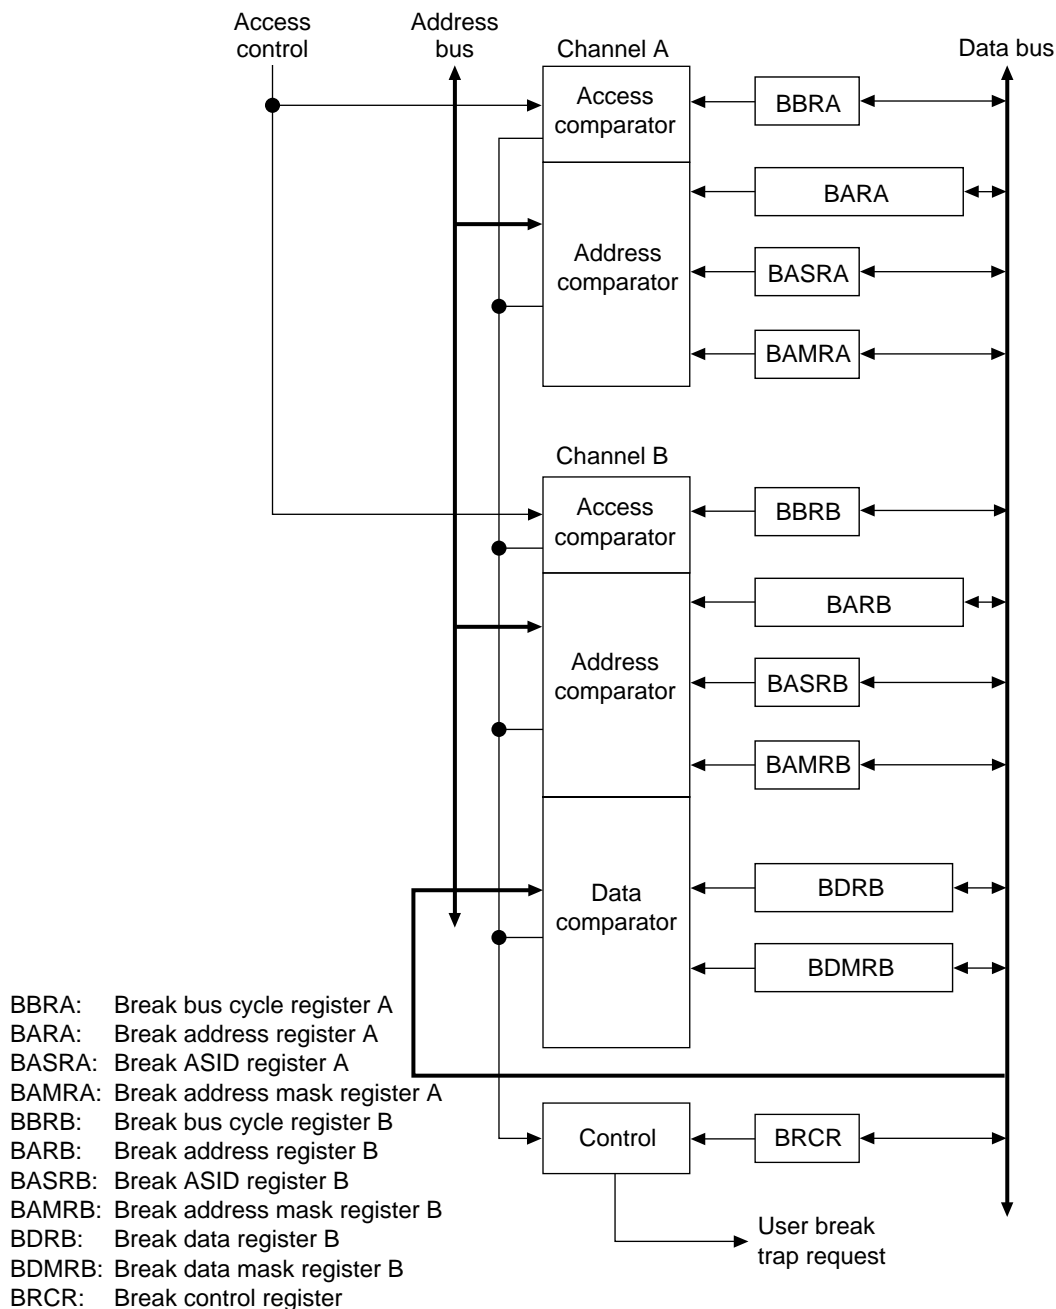 Access
control
Address
bus
Channel A
Data bus
Access
comparator
BBRA
BARA
Address
comparator
BASRA
BAMRA
Channel B
Access
comparator
BBRB
BARB
Address
comparator
BASRB
BAMRB
Data
comparator
BDRB
BDMRB
Control
BRCR
User break
trap request
BBRA: Break bus cycle register A
BARA: Break address register A
BASRA: Break ASID register A
BAMRA: Break address mask register A
BBRB: Break bus cycle register B
BARB: Break address register B
BASRB: Break ASID register B
BAMRB: Break address mask register B
BDRB: Break data register B
BDMRB: Break data mask register B
BRCR: Break control register